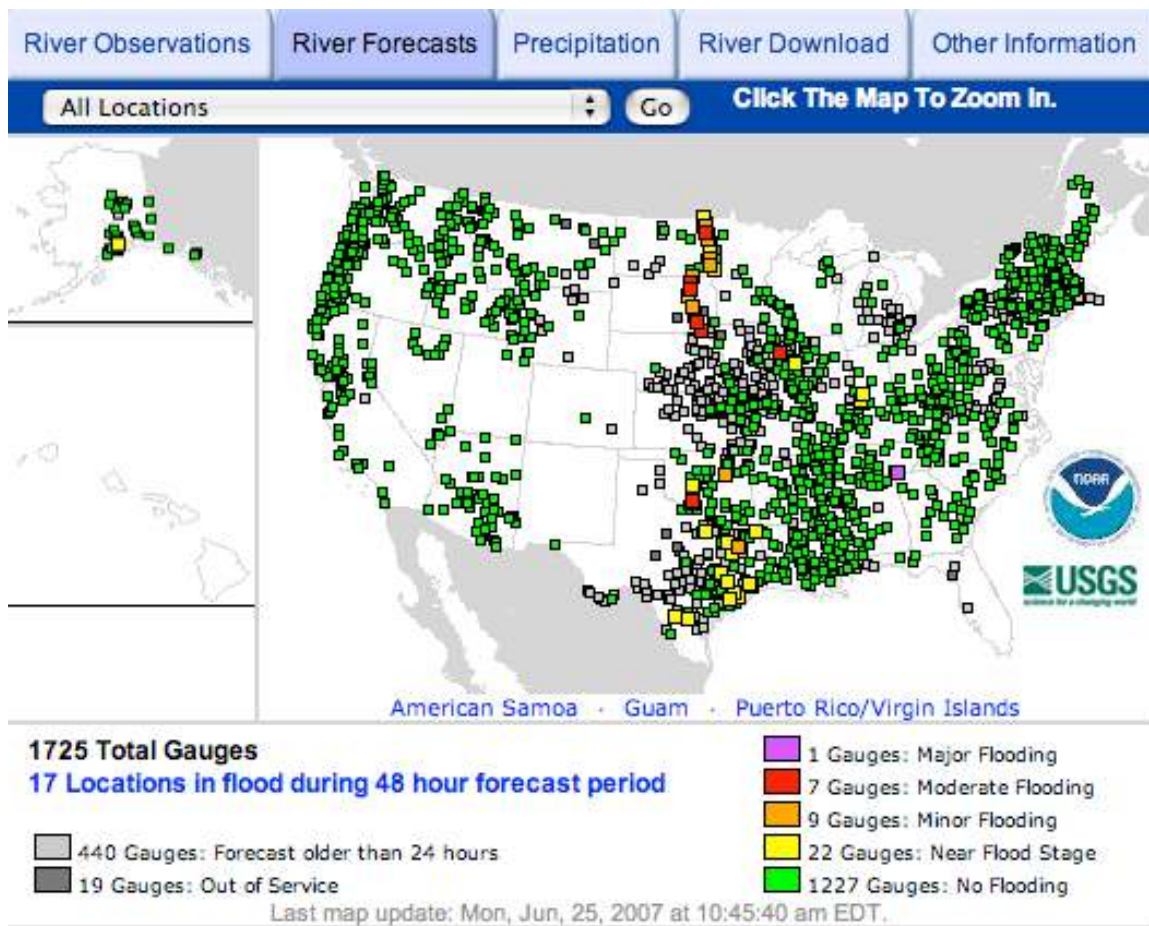 River Observations
River Forecasts
Precipitation
River Download
Other Information
All Locations
Go
Click The Map To Zoom In.
noaa
USGS
science for a changing world
American Samoa · Guam · Puerto Rico/Virgin Islands
1725 Total Gauges
17 Locations in flood during 48 hour forecast period
440 Gauges: Forecast older than 24 hours
19 Gauges: Out of Service
1 Gauges: Major Flooding
7 Gauges: Moderate Flooding
9 Gauges: Minor Flooding
22 Gauges: Near Flood Stage
1227 Gauges: No Flooding
Last map update: Mon, Jun, 25, 2007 at 10:45:40 am EDT.